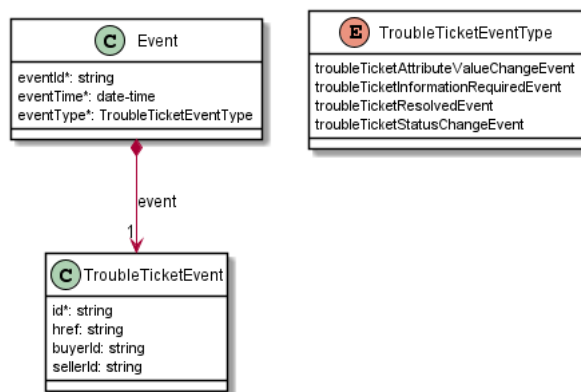 C Event
eventId*: string
eventTime*: date-time
eventType*: TroubleTicketEventType
E TroubleTicketEventType
troubleTicketAttributeValueChangeEvent
troubleTicketInformationRequiredEvent
troubleTicketResolvedEvent
troubleTicketStatusChangeEvent
event
1
C TroubleTicketEvent
id*: string
href: string
buyerId: string
sellerId: string